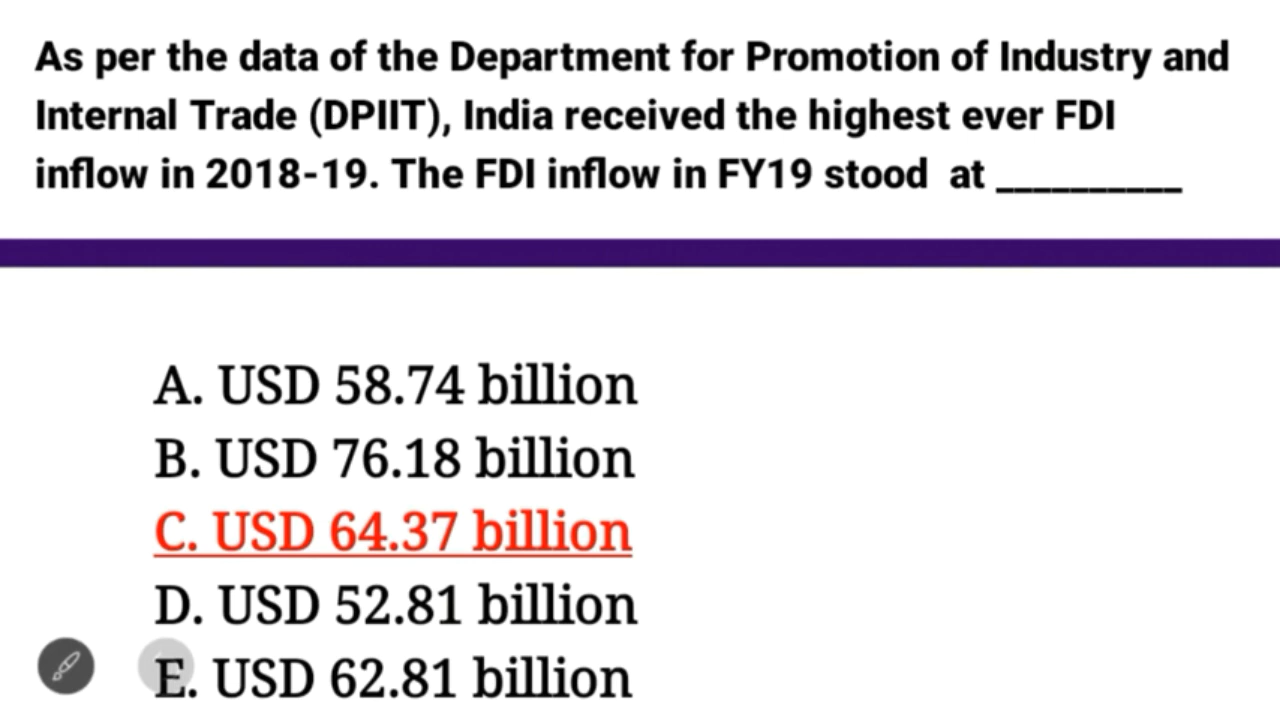 As per the data of the Department for Promotion of Industry and
Internal Trade (DPIIT), India received the highest ever FDI
inflow in 2018-19. The FDI inflow in FY19 stood  at __________
A. USD 58.74 billion
B. USD 76.18 billion
C. USD 64.37 billion
D. USD 52.81 billion
E. USD 62.81 billion